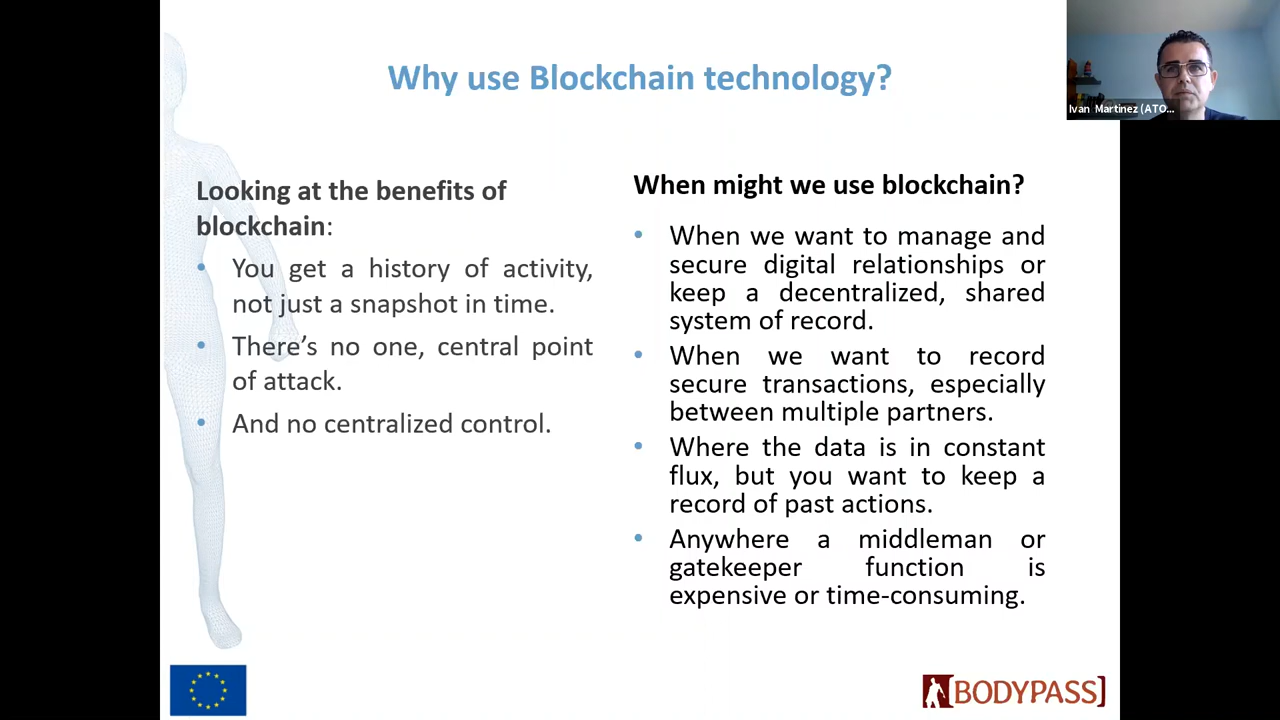 Why use Blockchain technology?
Ivan Martinez (ATO...
Looking at the benefits of
blockchain:
• You get a history of activity,
not just a snapshot in time.
• There's no one, central point
of attack.
• And no centralized control.
When might we use blockchain?
• When we want to manage and
secure digital relationships or
keep a decentralized, shared
system of record.
• When we want to record
secure transactions, especially
between multiple partners.
• Where the data is in constant
flux, but you want to keep a
record of past actions.
• Anywhere a middleman or
gatekeeper function is
expensive or time-consuming.
[BODYPASS]